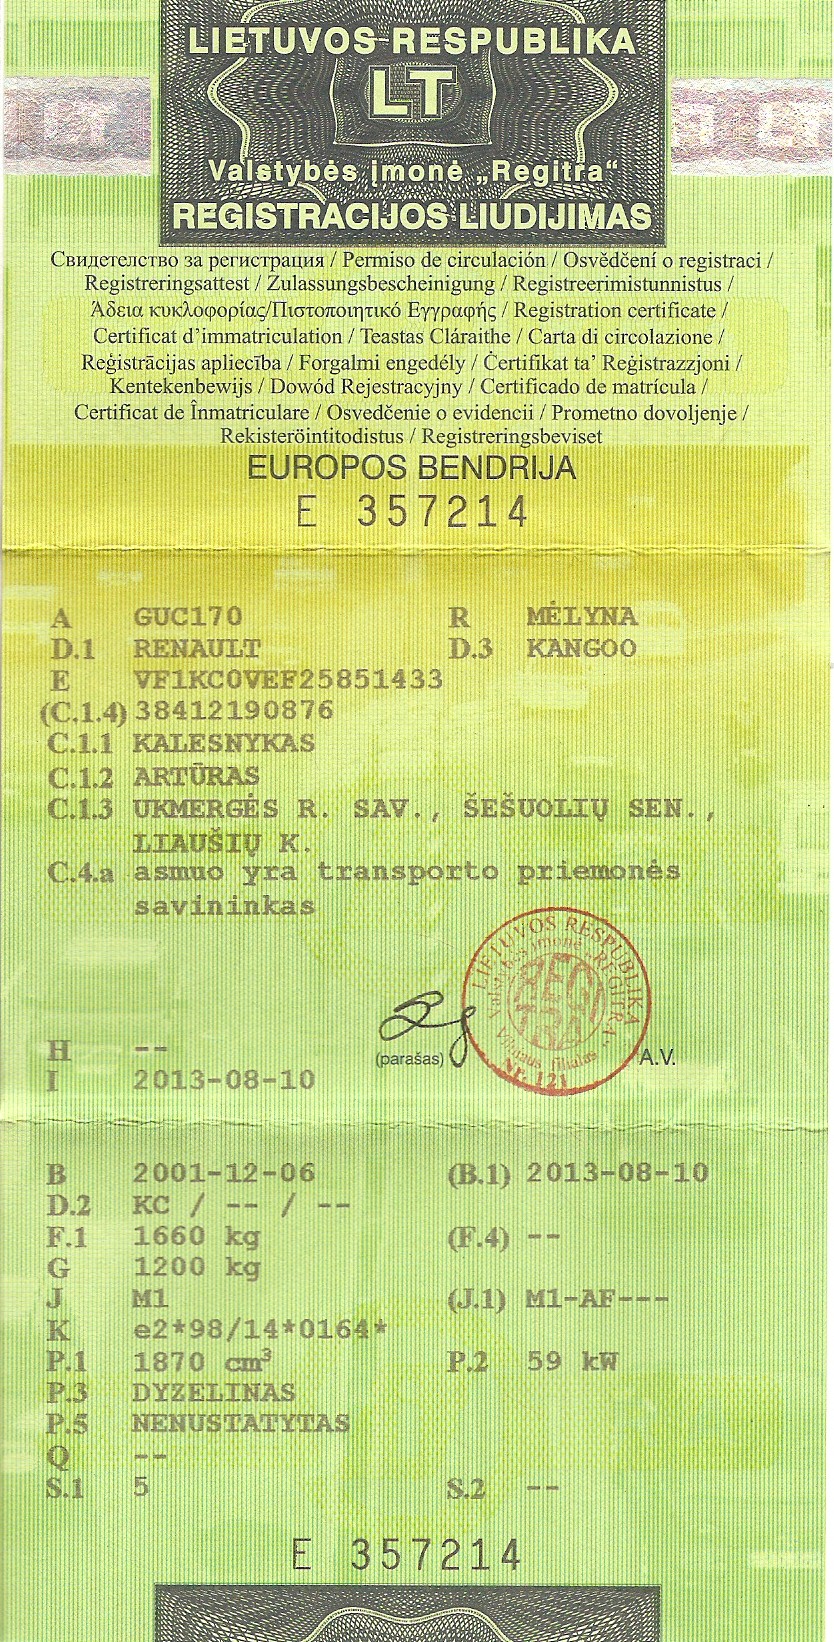 LIETUVOS RESPUBLIKA
LT
Valstybės įmonė „Regitra“
REGISTRACIJOS LIUDIJIMAS
Свидетелство за регистрация / Permiso de circulación / Osvědčení o registraci /
Registreringsattest / Zulassungsbescheinigung / Registreerimistunnistus /
Άδεια κυκλοφορίας/Πιστοποιητικό Εγγραφής / Registration certificate /
Certificat d’immatriculation / Teastas Cláraithe / Carta di circolazione /
Reģistrācijas apliecība / Forgalmi engedély / Ċertifikat ta’ Reġistrazzjoni /
Kentekenbewijs / Dowód Rejestracyjny / Certificado de matrícula /
Certificat de Înmatriculare / Osvedčenie o evidencii / Prometno dovoljenje /
Rekisteröintitodistus / Registreringsbeviset
EUROPOS BENDRIJA
E 357214
A GUC170 R MĖLYNA
D.1 RENAULT D.3 KANGOO
E VF1KC0VEF25851433
(C.1.4) 38412190876
C.1.1 KALESNYKAS
C.1.2 ARTŪRAS
C.1.3 UKMERGĖS R. SAV., ŠEŠUOLIŲ SEN.,
LIAUŠIŲ K.
C.4.a asmuo yra transporto priemonės
savininkas
LIETUVOS RESPUBLIKA
Valstybės įmonė „REGITRA“
REGITRA
Vilniaus filialas
Nr. 121
H --
(parašas) A.V.
I 2013-08-10
B 2001-12-06 (B.1) 2013-08-10
D.2 KC / -- / --
F.1 1660 kg (F.4) --
G 1200 kg
J M1 (J.1) M1-AF---
K e2*98/14*0164*
P.1 1870 cm³ P.2 59 kW
P.3 DYZELINAS
P.5 NENUSTATYTAS
Q --
S.1 5 S.2 --
E 357214